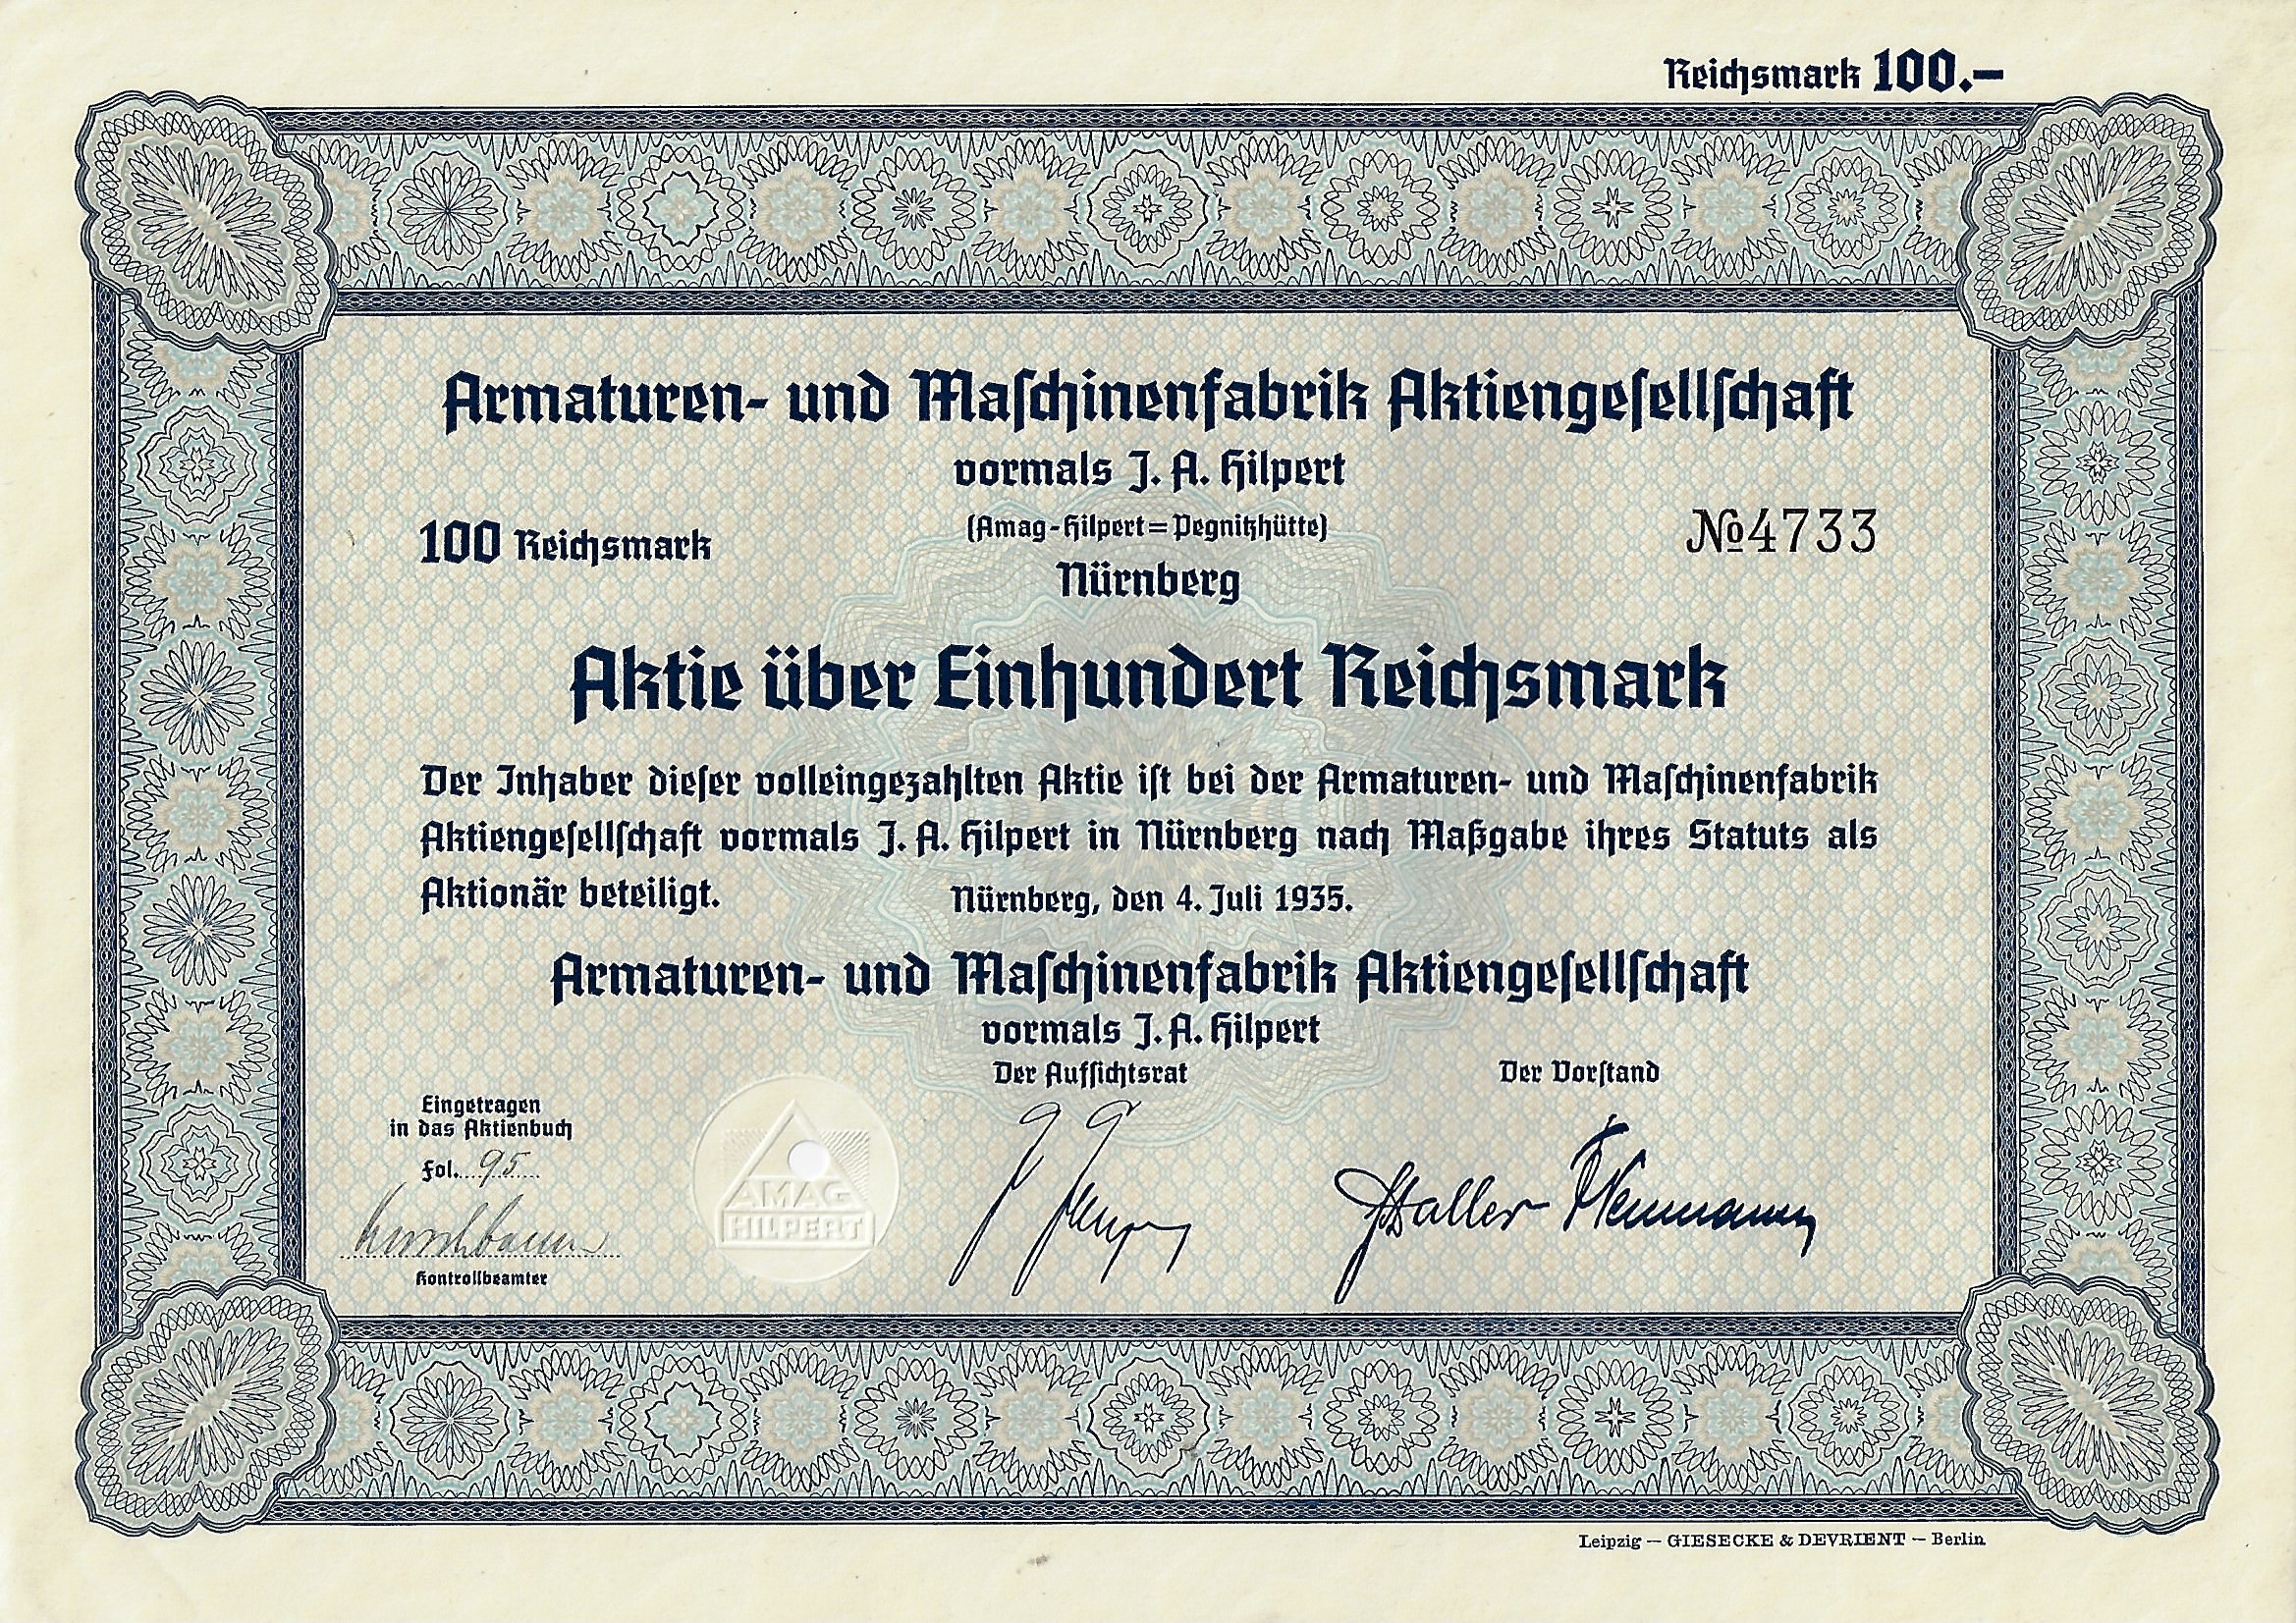 Reichsmark 100.—
Armaturen- und Maſchinenfabrik Aktiengeſellſchaft
vormals J. A. Hilpert
(Amag-Hilpert=Pegnitzhütte)
100 Reichsmark
№4733
Nürnberg
Aktie über Einhundert Reichsmark
Der Inhaber dieſer volleingezahlten Aktie iſt bei der Armaturen- und Maſchinenfabrik
Aktiengeſellſchaft vormals J. A. Hilpert in Nürnberg nach Maßgabe ihres Statuts als
Aktionär beteiligt.
Nürnberg, den 4. Juli 1935.
Armaturen- und Maſchinenfabrik Aktiengeſellſchaft
vormals J. A. Hilpert
Der Aufſichtsrat
Der Vorſtand
Eingetragen
in das Aktienbuch
Fol. 95
Kontrollbeamter
AMAG
HILPERT
Haller Neumann
Leipzig — GIESECKE & DEVRIENT — Berlin